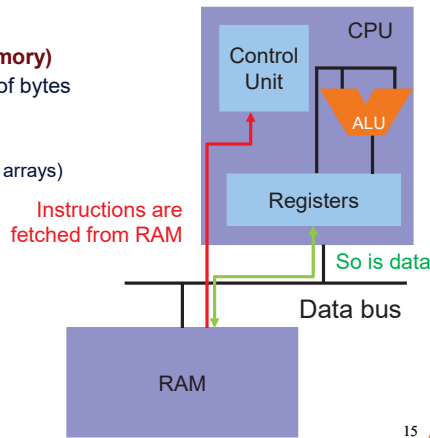 mory)
of bytes
arrays)
CPU
Control
Unit
ALU
Registers
Instructions are
fetched from RAM
So is data
Data bus
RAM
15